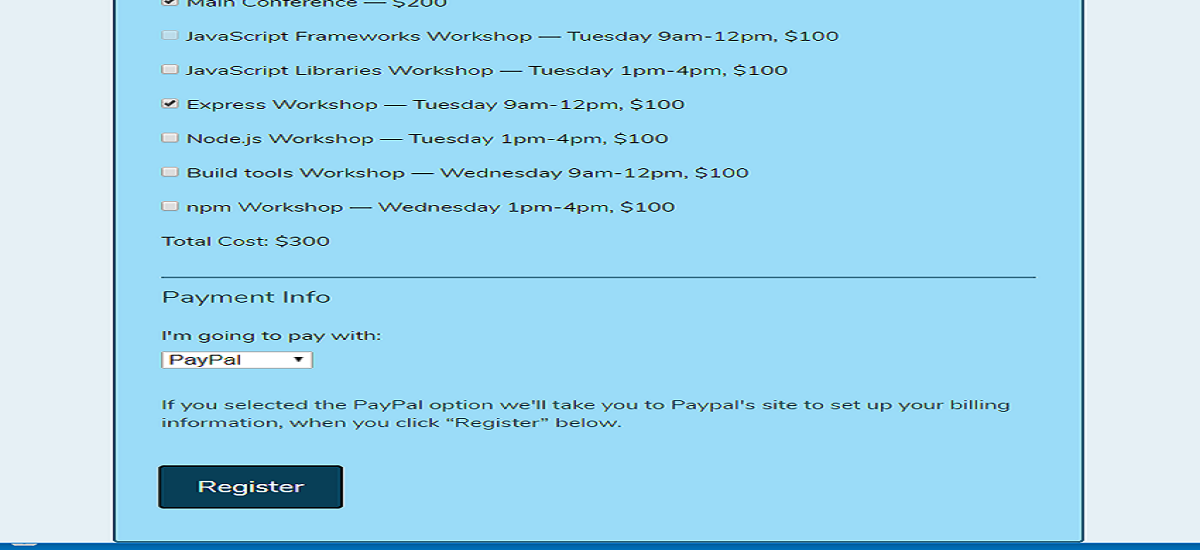 Main Conference — $200
JavaScript Frameworks Workshop — Tuesday 9am-12pm, $100
JavaScript Libraries Workshop — Tuesday 1pm-4pm, $100
Express Workshop — Tuesday 9am-12pm, $100
Node.js Workshop — Tuesday 1pm-4pm, $100
Build tools Workshop — Wednesday 9am-12pm, $100
npm Workshop — Wednesday 1pm-4pm, $100
Total Cost: $300
Payment Info
I'm going to pay with:
PayPal
If you selected the PayPal option we'll take you to Paypal's site to set up your billing
information, when you click “Register” below.
Register